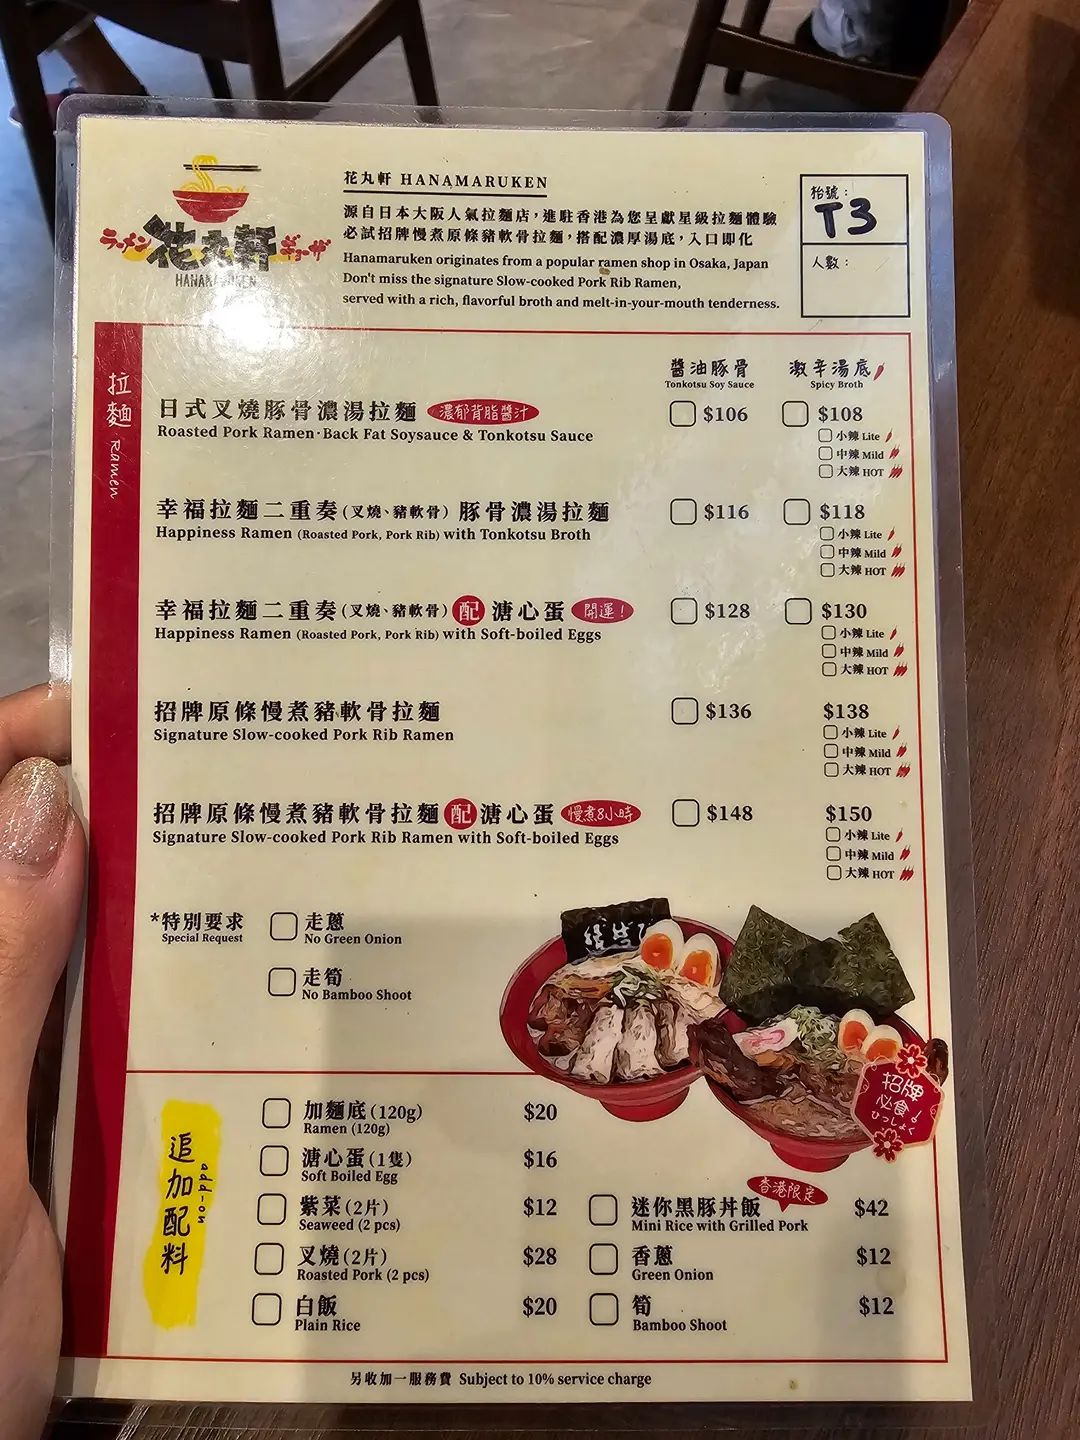 ラーメン 花丸軒 ギョーザ
HANAMARUKEN
花丸軒 HANAMARUKEN
源自日本大阪人氣拉麵店，進駐香港為您呈獻星級拉麵體驗
必試招牌慢煮原條豬軟骨拉麵，搭配濃厚湯底，入口即化
Hanamaruken originates from a popular ramen shop in Osaka, Japan
Don't miss the signature Slow-cooked Pork Rib Ramen,
served with a rich, flavorful broth and melt-in-your-mouth tenderness.
枱號：
T3
人數：
拉麵 Ramen
醬油豚骨 激辛湯底
Tonkotsu Soy Sauce Spicy Broth
日式叉燒豚骨濃湯拉麵 濃郁背脂醬汁 $106 $108
Roasted Pork Ramen·Back Fat Soysauce & Tonkotsu Sauce
小辣 Lite
中辣 Mild
大辣 HOT
幸福拉麵二重奏（叉燒、豬軟骨）豚骨濃湯拉麵 $116 $118
Happiness Ramen (Roasted Pork, Pork Rib) with Tonkotsu Broth
小辣 Lite
中辣 Mild
大辣 HOT
幸福拉麵二重奏（叉燒、豬軟骨）配 溏心蛋 開運！ $128 $130
Happiness Ramen (Roasted Pork, Pork Rib) with Soft-boiled Eggs
小辣 Lite
中辣 Mild
大辣 HOT
招牌原條慢煮豬軟骨拉麵 $136 $138
Signature Slow-cooked Pork Rib Ramen
小辣 Lite
中辣 Mild
大辣 HOT
招牌原條慢煮豬軟骨拉麵 配 溏心蛋 慢煮8小時 $148 $150
Signature Slow-cooked Pork Rib Ramen with Soft-boiled Eggs
小辣 Lite
中辣 Mild
大辣 HOT
*特別要求 走蔥
Special Request No Green Onion
走筍
No Bamboo Shoot
招牌
必食！
ひっしょく
追加配料 add-on
加麵底 (120g) $20
Ramen (120g)
溏心蛋 (1隻) $16
Soft Boiled Egg
紫菜 (2片) $12
Seaweed (2 pcs)
叉燒 (2片) $28
Roasted Pork (2 pcs)
白飯 $20
Plain Rice
香港限定
迷你黑豚丼飯 $42
Mini Rice with Grilled Pork
香蔥 $12
Green Onion
筍 $12
Bamboo Shoot
另收加一服務費 Subject to 10% service charge